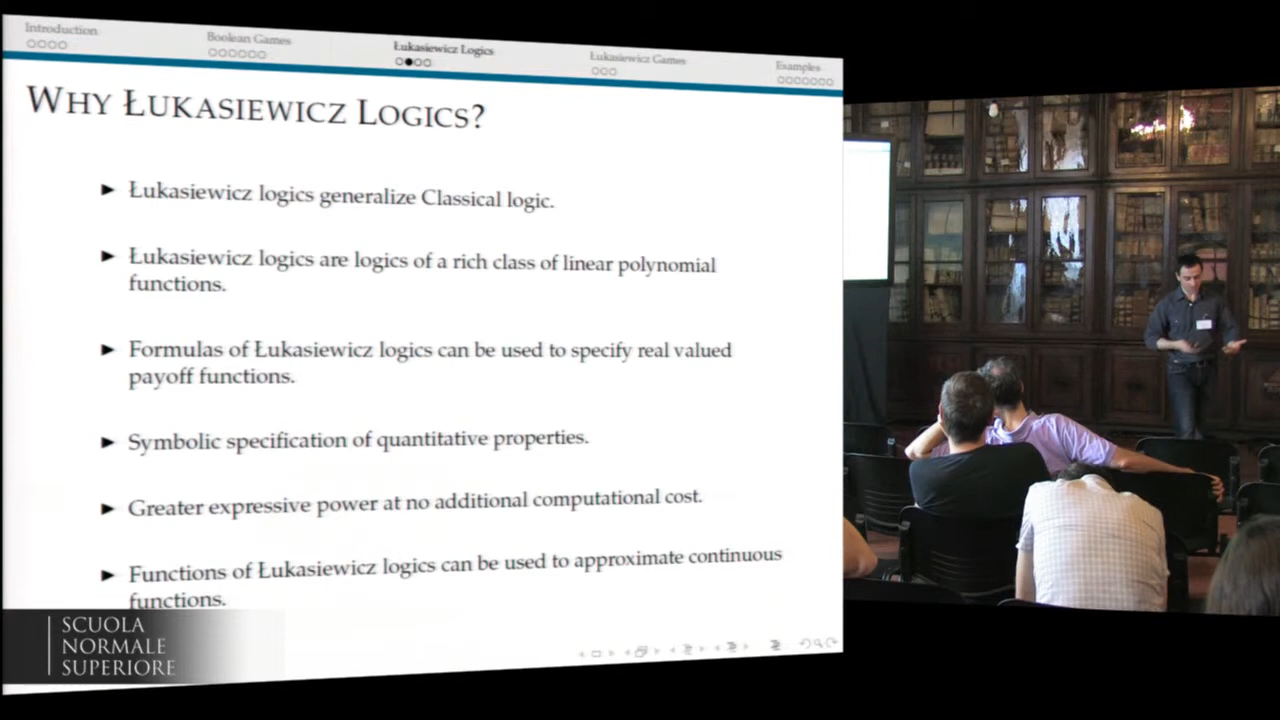 Introduction
Boolean Games
Łukasiewicz Logics
Łukasiewicz Games
Examples
WHY ŁUKASIEWICZ LOGICS?
► Łukasiewicz logics generalize Classical logic.
► Łukasiewicz logics are logics of a rich class of linear polynomial
functions.
► Formulas of Łukasiewicz logics can be used to specify real valued
payoff functions.
► Symbolic specification of quantitative properties.
► Greater expressive power at no additional computational cost.
► Functions of Łukasiewicz logics can be used to approximate continuous
functions.
SCUOLA
NORMALE
SUPERIORE